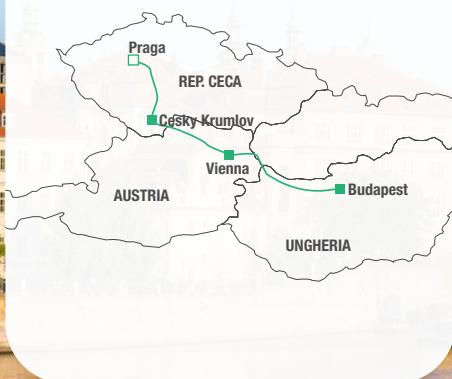 Praga
REP. CECA
Cesky Krumlov
Vienna
AUSTRIA
Budapest
UNGHERIA